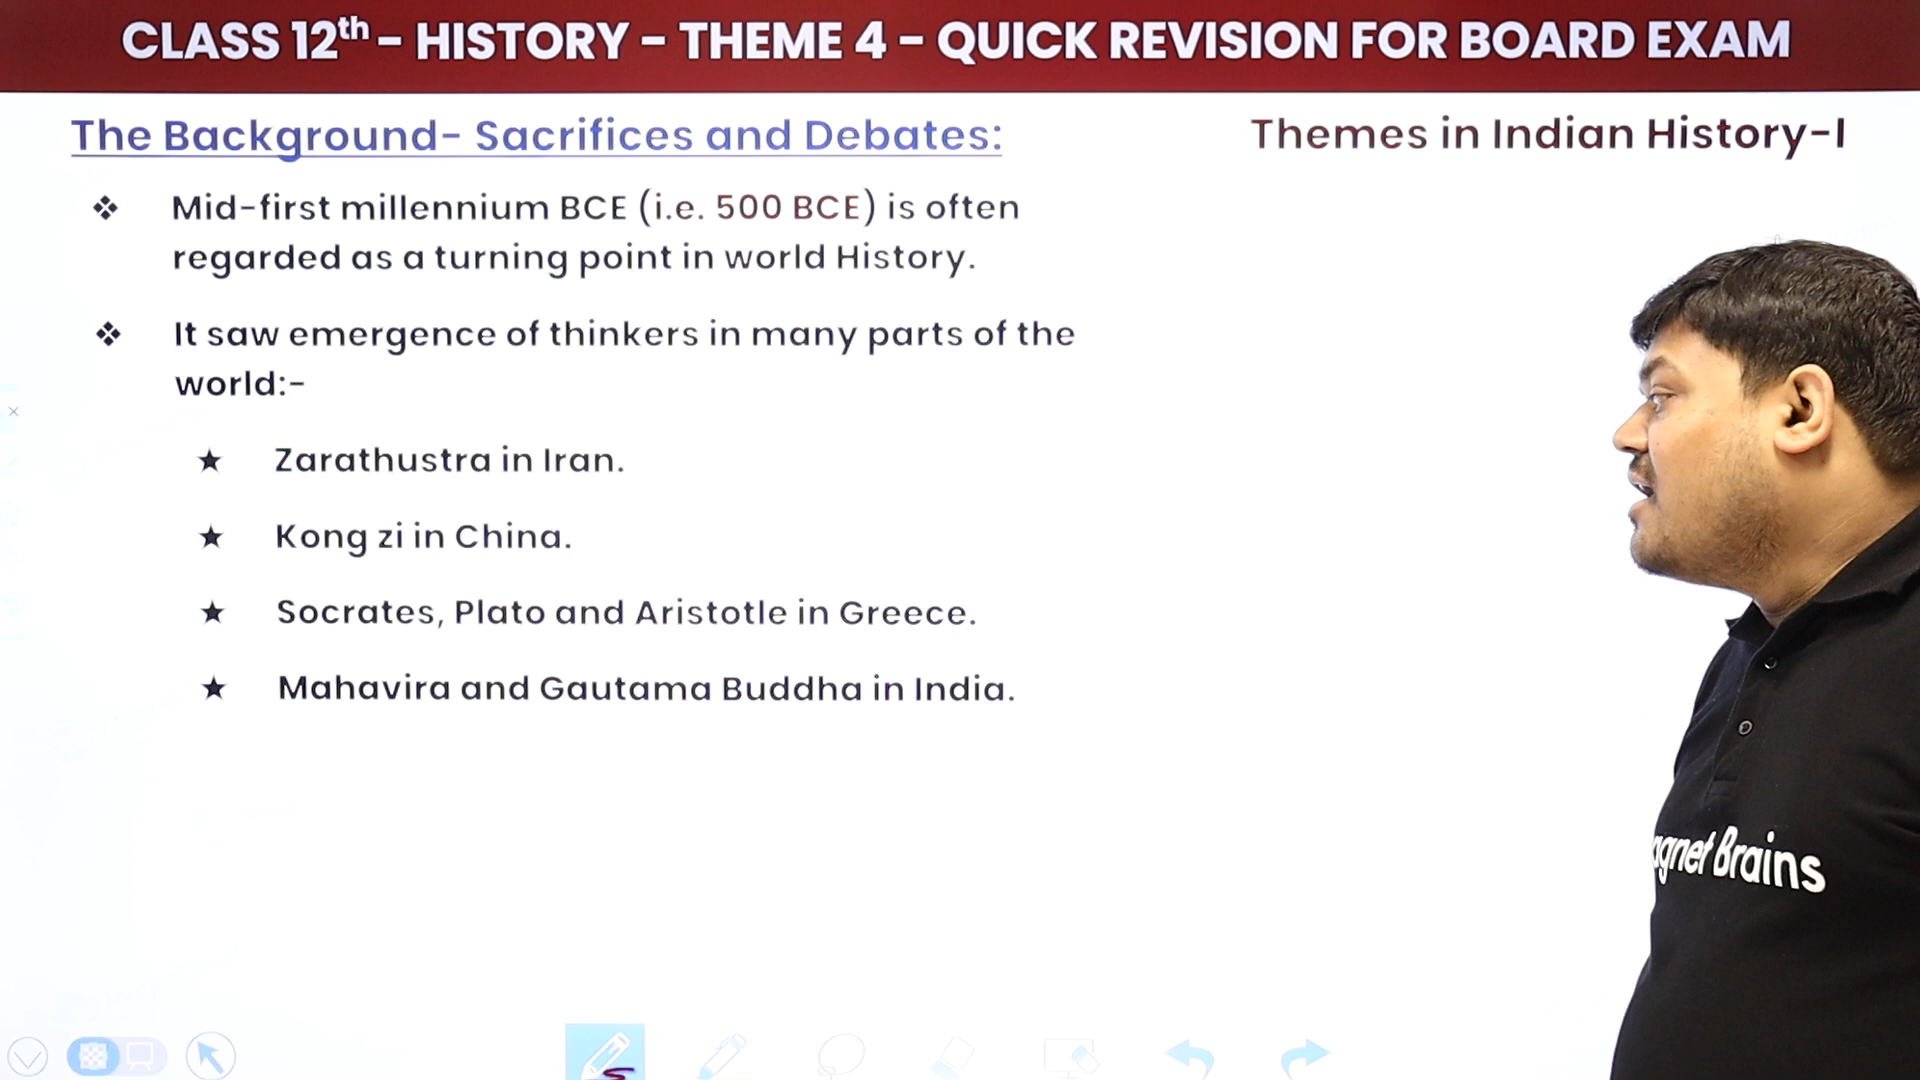 CLASS 12th - HISTORY - THEME 4 - QUICK REVISION FOR BOARD EXAM
The Background- Sacrifices and Debates:
Themes in Indian History-I
❖ Mid-first millennium BCE (i.e. 500 BCE) is often
regarded as a turning point in world History.
❖ It saw emergence of thinkers in many parts of the
world:-
★ Zarathustra in Iran.
★ Kong zi in China.
★ Socrates, Plato and Aristotle in Greece.
★ Mahavira and Gautama Buddha in India.
agnet Brains